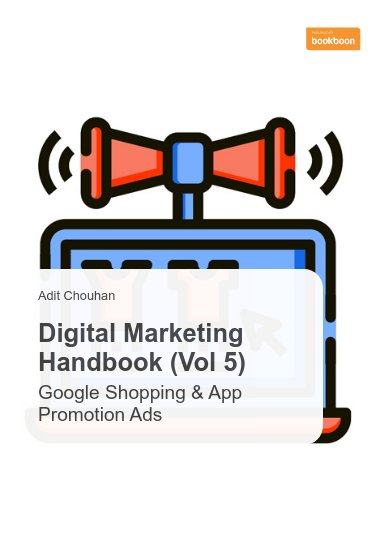 bookboon
Adit Chouhan
Digital Marketing
Handbook (Vol 5)
Google Shopping & App
Promotion Ads